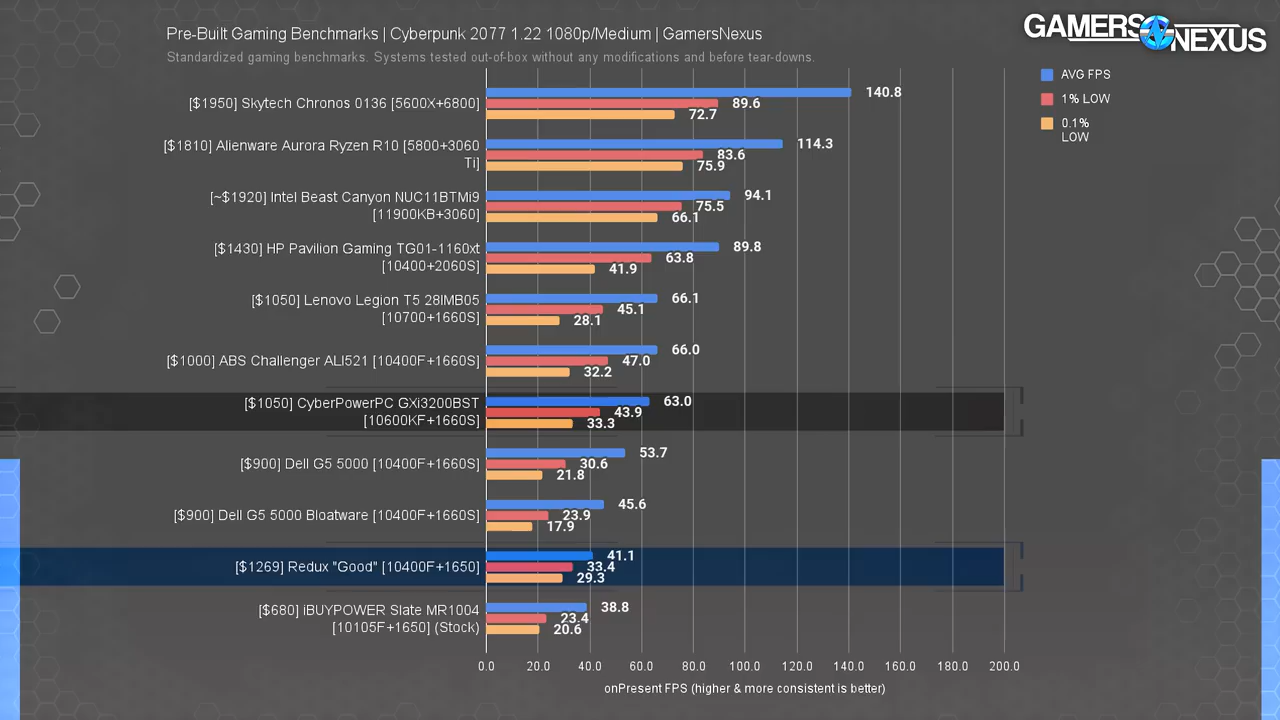 Pre-Built Gaming Benchmarks | Cyberpunk 2077 1.22 1080p/Medium | GamersNexus
Standardized gaming benchmarks. Systems tested out-of-box without any modifications and before tear-downs.
GAMERS NEXUS
AVG FPS
1% LOW
0.1%
LOW
[$1950] Skytech Chronos 0136 [5600X+6800]
140.8
89.6
72.7
[$1810] Alienware Aurora Ryzen R10 [5800+3060
Ti]
114.3
83.6
75.9
[~$1920] Intel Beast Canyon NUC11BTMi9
[11900KB+3060]
94.1
75.5
66.1
[$1430] HP Pavilion Gaming TG01-1160xt
[10400+2060S]
89.8
63.8
41.9
[$1050] Lenovo Legion T5 28IMB05
[10700+1660S]
66.1
45.1
28.1
[$1000] ABS Challenger ALI521 [10400F+1660S]
66.0
47.0
32.2
[$1050] CyberPowerPC GXi3200BST
[10600KF+1660S]
63.0
43.9
33.3
[$900] Dell G5 5000 [10400F+1660S]
53.7
30.6
21.8
[$900] Dell G5 5000 Bloatware [10400F+1660S]
45.6
23.9
17.9
[$1269] Redux "Good" [10400F+1650]
41.1
33.4
29.3
[$680] iBUYPOWER Slate MR1004
[10105F+1650] (Stock)
38.8
23.4
20.6
0.0 20.0 40.0 60.0 80.0 100.0 120.0 140.0 160.0 180.0 200.0
onPresent FPS (higher & more consistent is better)